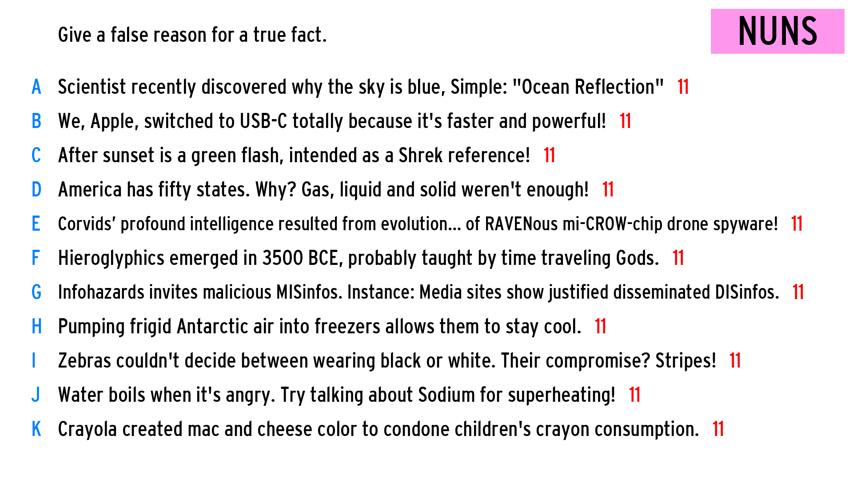 Give a false reason for a true fact.
NUNS
A Scientist recently discovered why the sky is blue, Simple: "Ocean Reflection" 11
B We, Apple, switched to USB-C totally because it's faster and powerful! 11
C After sunset is a green flash, intended as a Shrek reference! 11
D America has fifty states. Why? Gas, liquid and solid weren't enough! 11
E Corvids’ profound intelligence resulted from evolution... of RAVENous mi-CROW-chip drone spyware! 11
F Hieroglyphics emerged in 3500 BCE, probably taught by time traveling Gods. 11
G Infohazards invites malicious MISinfos. Instance: Media sites show justified disseminated DISinfos. 11
H Pumping frigid Antarctic air into freezers allows them to stay cool. 11
I Zebras couldn't decide between wearing black or white. Their compromise? Stripes! 11
J Water boils when it's angry. Try talking about Sodium for superheating! 11
K Crayola created mac and cheese color to condone children's crayon consumption. 11